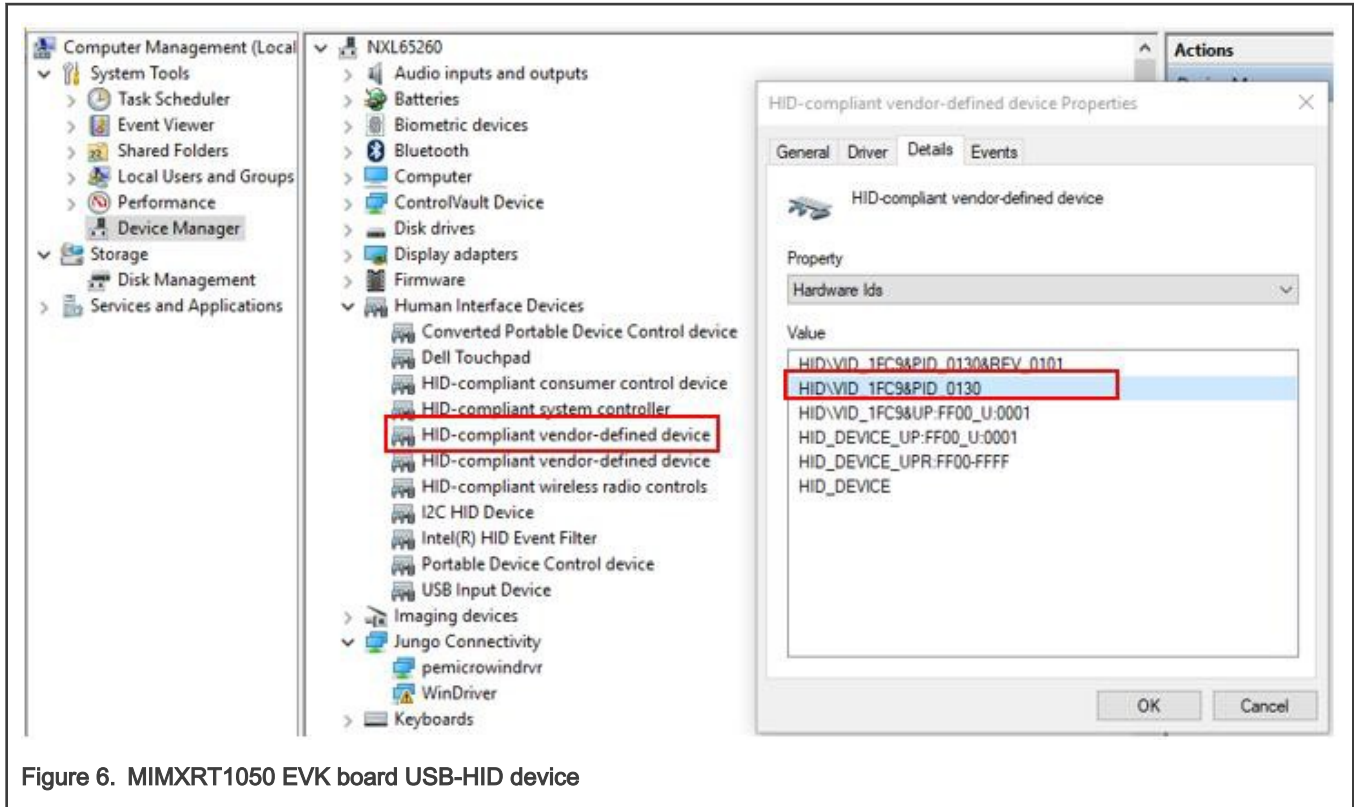 Computer Management (Local
System Tools
Task Scheduler
Event Viewer
Shared Folders
Local Users and Groups
Performance
Device Manager
Storage
Disk Management
Services and Applications
NXL65260
Audio inputs and outputs
Batteries
Biometric devices
Bluetooth
Computer
ControlVault Device
Disk drives
Display adapters
Firmware
Human Interface Devices
Converted Portable Device Control device
Dell Touchpad
HID-compliant consumer control device
HID-compliant system controller
HID-compliant vendor-defined device
HID-compliant vendor-defined device
HID-compliant wireless radio controls
I2C HID Device
Intel(R) HID Event Filter
Portable Device Control device
USB Input Device
Imaging devices
Jungo Connectivity
pemicrowindrvr
WinDriver
Keyboards
Actions
HID-compliant vendor-defined device Properties
General Driver Details Events
HID-compliant vendor-defined device
Property
Hardware Ids
Value
HID\VID_1FC9&PID_0130&REV_0101
HID\VID_1FC9&PID_0130
HID\VID_1FC9&UP:FF00_U:0001
HID_DEVICE_UP:FF00_U:0001
HID_DEVICE_UPR:FF00-FFFF
HID_DEVICE
OK Cancel
Figure 6. MIMXRT1050 EVK board USB-HID device